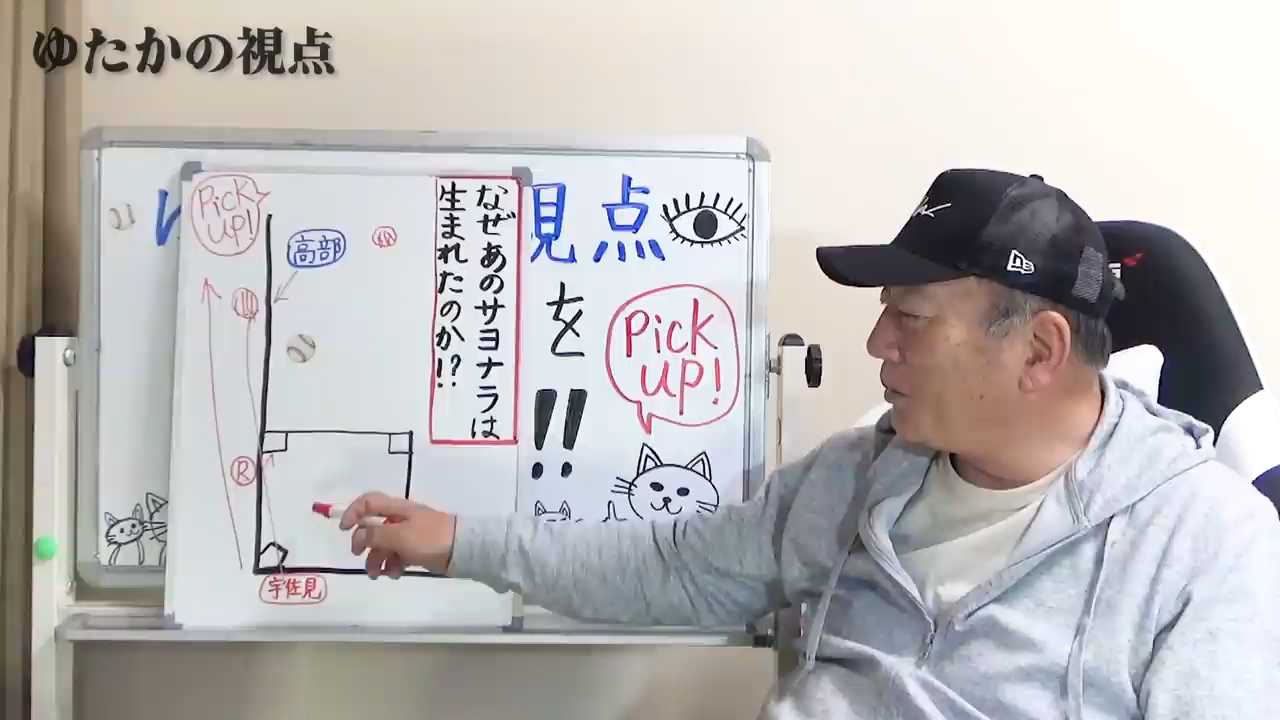 ゆたかの視点
Pick
up!
高部
なぜあのサヨナラは
生まれたのか!?
R
宇佐見
見点
を
!!
Pick
up!